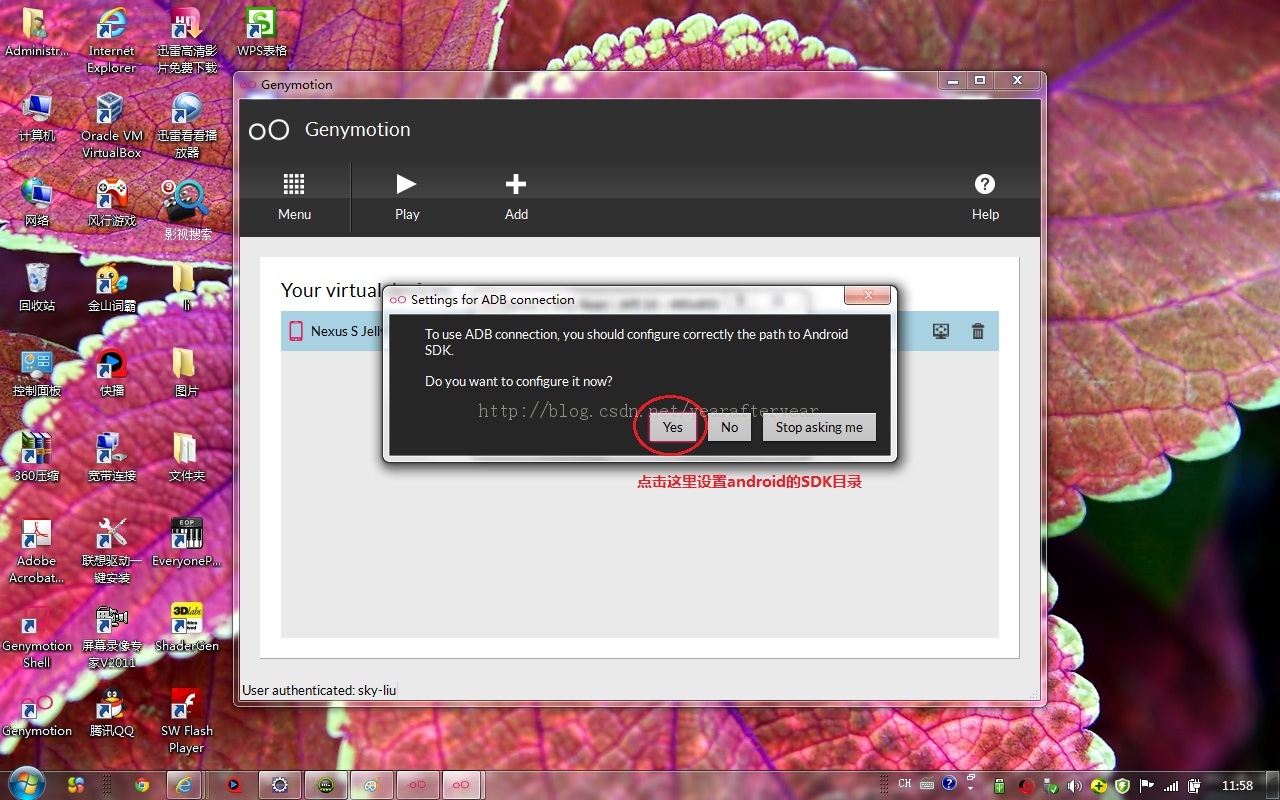 Administr...
Internet
Explorer
迅雷高清影
片免费下载
WPS表格
计算机
Oracle VM
VirtualBox
迅雷看看播
放器
网络
风行游戏
影视搜索
回收站
金山词霸
li
控制面板
快播
图片
360压缩
宽带连接
文件夹
Adobe
Acrobat...
联想驱动一
键安装
EOP
EveryoneP...
Genymotion
Shell
屏幕录像专
家V2011
3Dlabs
ShaderGen
Genymotion
腾讯QQ
SW Flash
Player
Genymotion
Genymotion
Menu
Play
Add
Help
Your virtual
Nexus S Jelly
Settings for ADB connection
To use ADB connection, you should configure correctly the path to Android
SDK.
Do you want to configure it now?
http://blog.csdn.net/yearafteryear
Yes
No
Stop asking me
点击这里设置android的SDK目录
User authenticated: sky-liu
CH
11:58